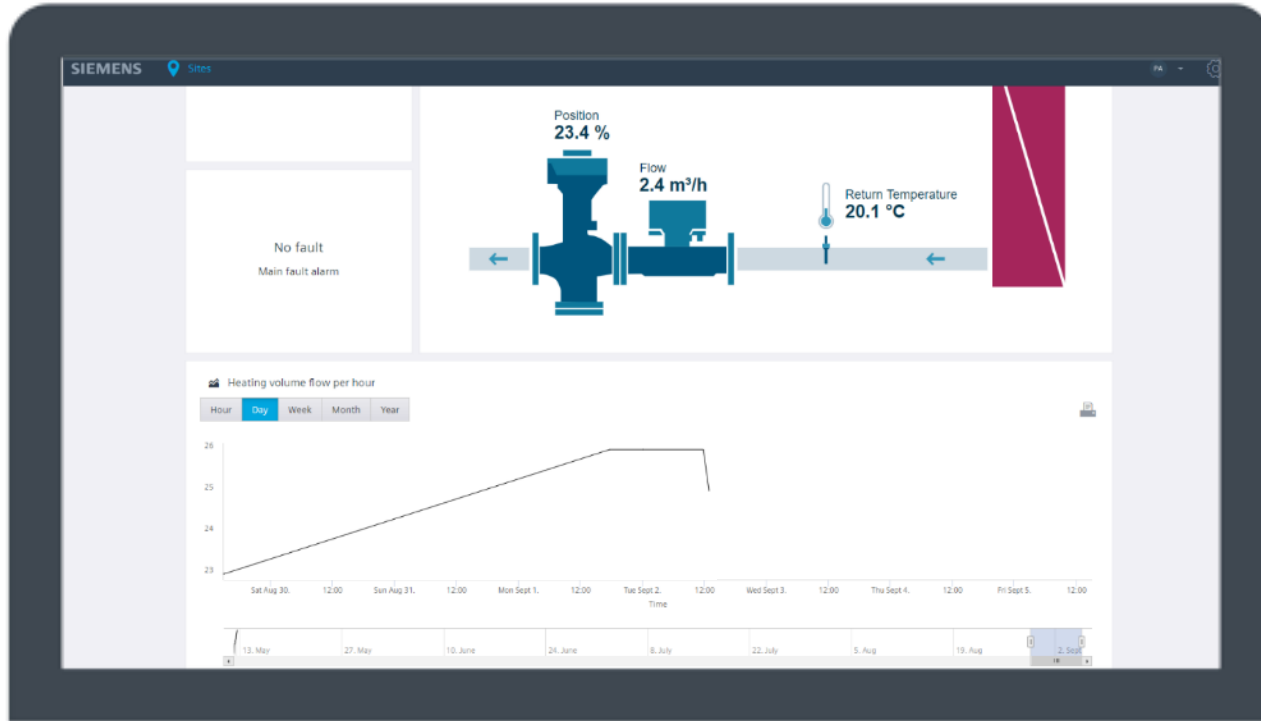 SIEMENS
Sites
PA
Position
23.4 %
Flow
2.4 m³/h
Return Temperature
20.1 °C
No fault
Main fault alarm
Heating volume flow per hour
Hour Day Week Month Year
26
25
24
23
Sat Aug 30. 12:00 Sun Aug 31. 12:00 Mon Sept 1. 12:00 Tue Sept 2. 12:00 Wed Sept 3. 12:00 Thu Sept 4. 12:00 Fri Sept 5. 12:00
Time
13. May 27. May 10. June 24. June 8. July 22. July 5. Aug 19. Aug 2. Sept